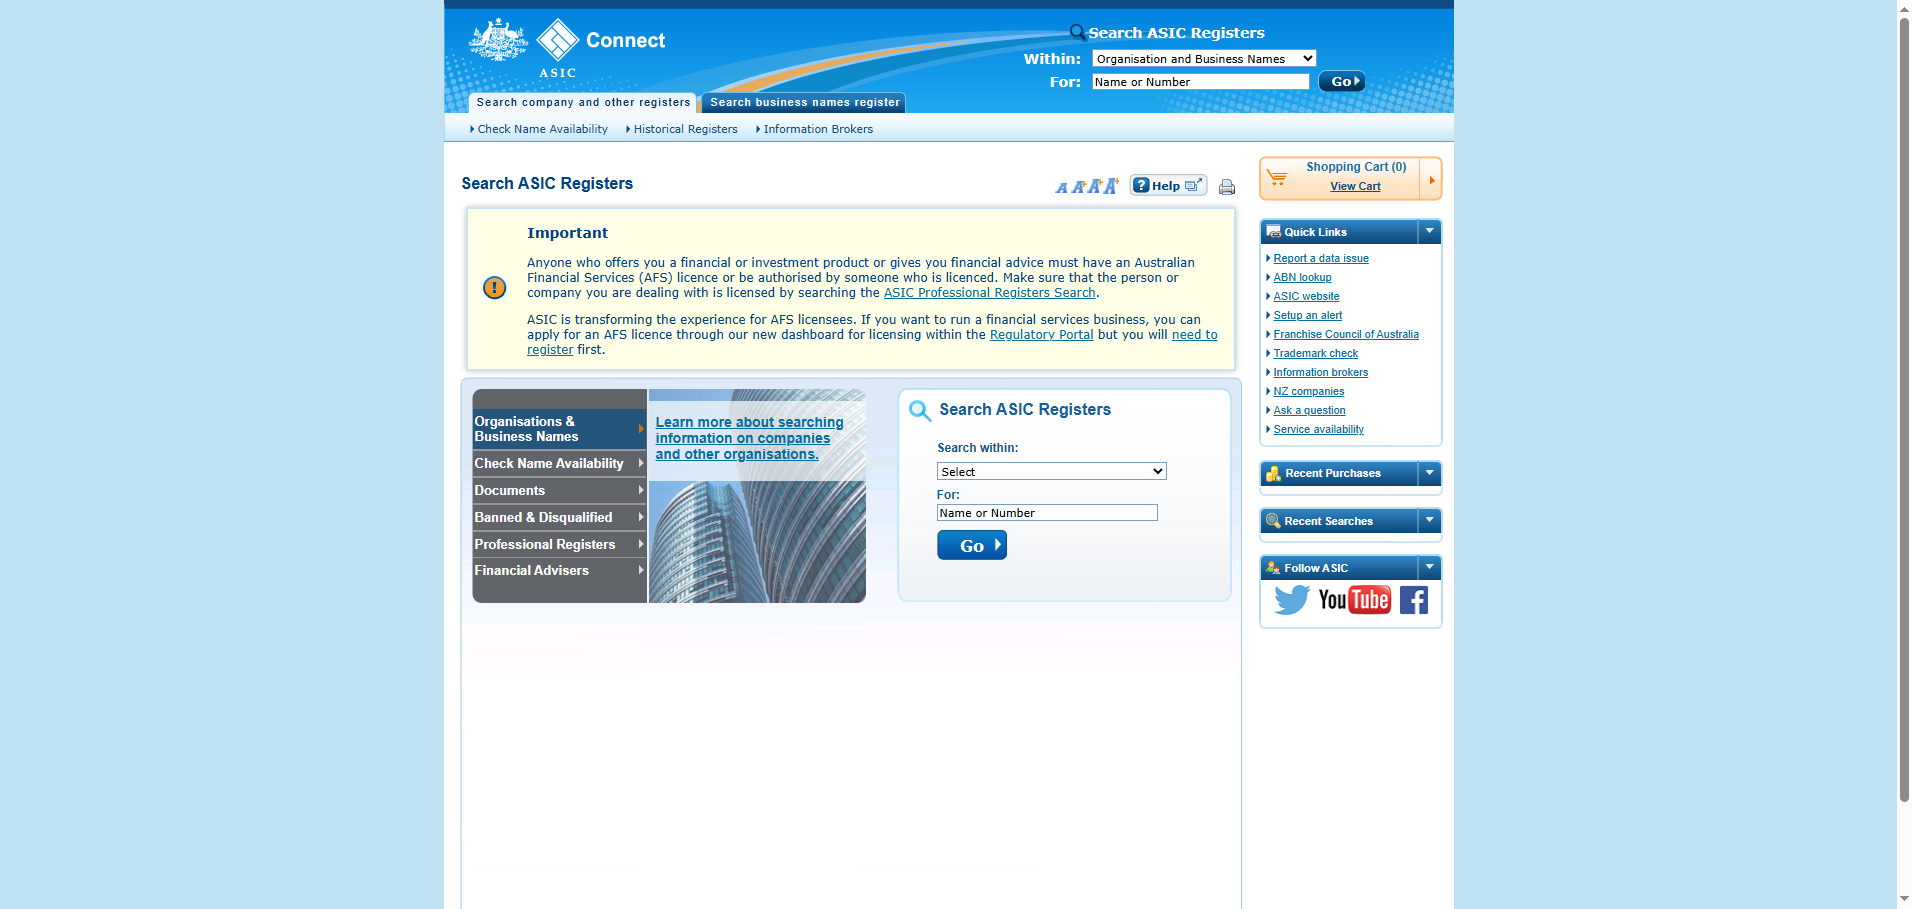 ASIC
Connect
Search ASIC Registers
Within:
Organisation and Business Names
For:
Name or Number
Go
Search company and other registers
Search business names register
Check Name Availability
Historical Registers
Information Brokers
Search ASIC Registers
A A+ A+ A+
? Help
Shopping Cart (0)
View Cart
Important
Anyone who offers you a financial or investment product or gives you financial advice must have an Australian
Financial Services (AFS) licence or be authorised by someone who is licenced. Make sure that the person or
company you are dealing with is licensed by searching the ASIC Professional Registers Search.
ASIC is transforming the experience for AFS licensees. If you want to run a financial services business, you can
apply for an AFS licence through our new dashboard for licensing within the Regulatory Portal but you will need to
register first.
Organisations &
Business Names
Check Name Availability
Documents
Banned & Disqualified
Professional Registers
Financial Advisers
Learn more about searching
information on companies
and other organisations.
Search ASIC Registers
Search within:
Select
For:
Name or Number
Go
Quick Links
Report a data issue
ABN lookup
ASIC website
Setup an alert
Franchise Council of Australia
Trademark check
Information brokers
NZ companies
Ask a question
Service availability
Recent Purchases
Recent Searches
Follow ASIC
YouTube